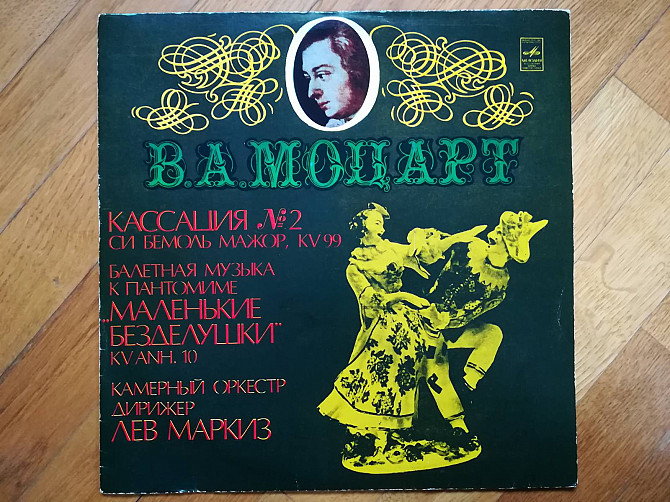 В.А.МОЦАРТ
КАССАЦИЯ №2
СИ БЕМОЛЬ МАЖОР, KV 99
БАЛЕТНАЯ МУЗЫКА
К ПАНТОМИМЕ
„МАЛЕНЬКИЕ
БЕЗДЕЛУШКИ"
KV ANH. 10
КАМЕРНЫЙ ОРКЕСТР
ДИРИЖЕР
ЛЕВ МАРКИЗ